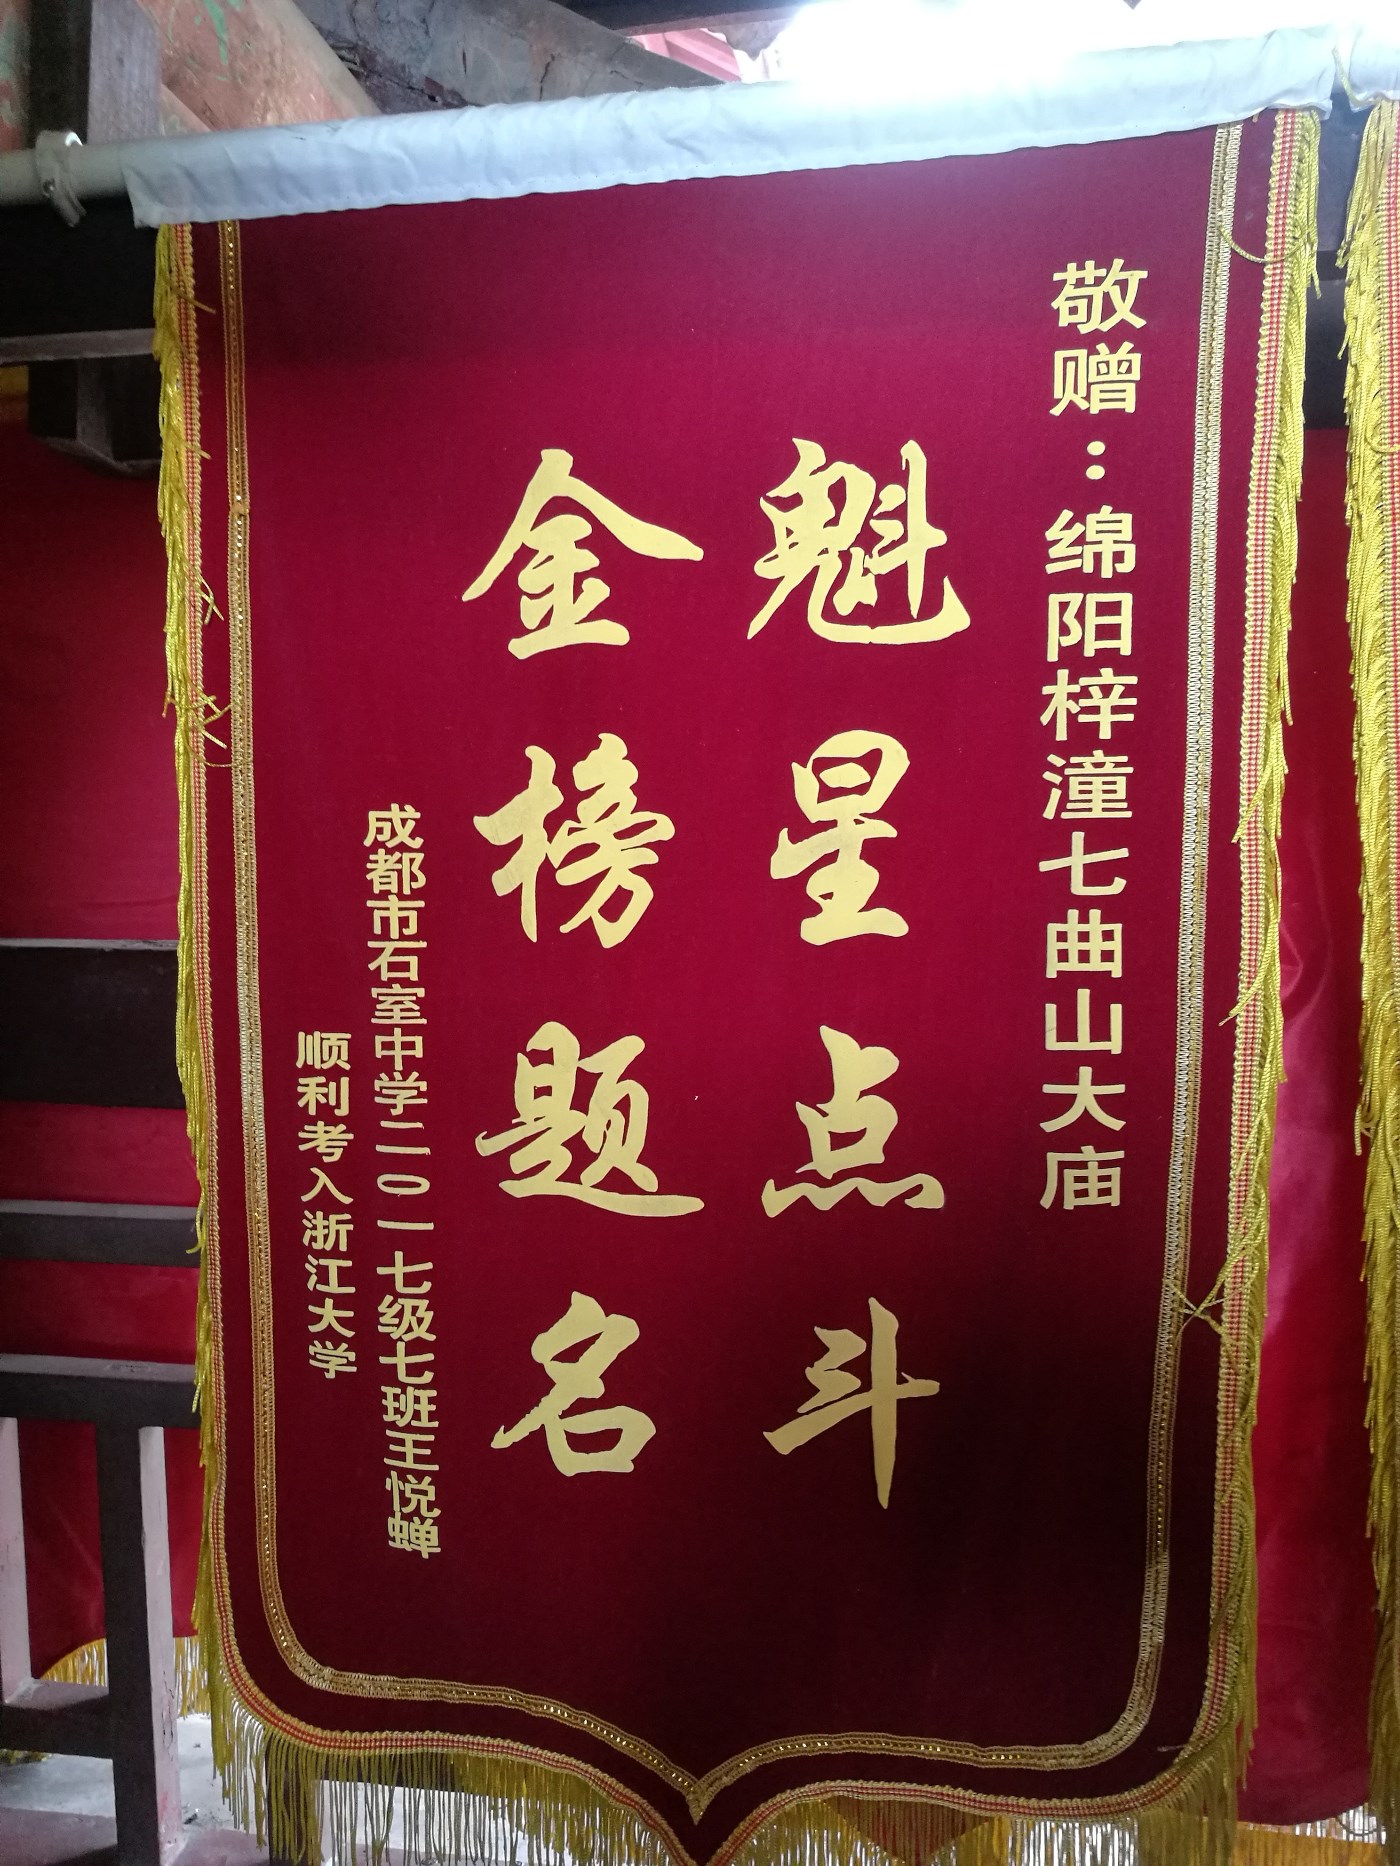 敬赠：绵阳梓潼七曲山大庙
魁星点斗
金榜题名
成都市石室中学二０一七级七班王悦蝉
顺利考入浙江大学